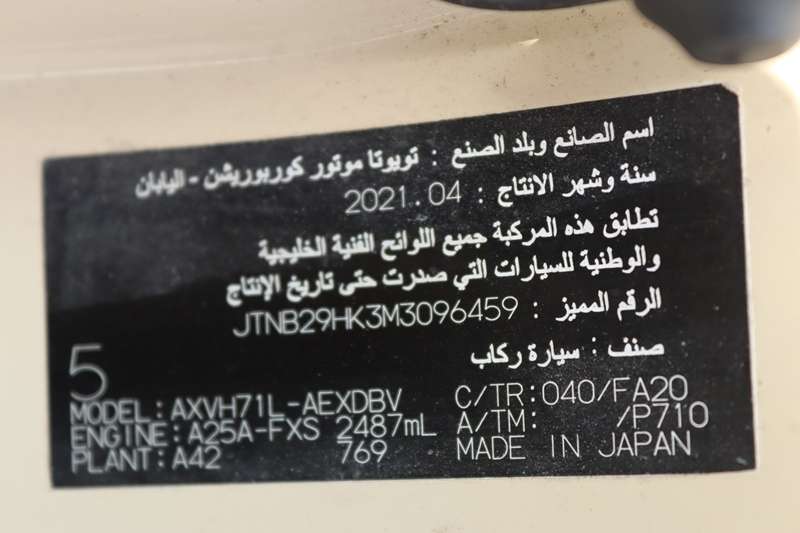 اسم الصانع وبلد الصنع : تويوتا موتور كوربوريشن - اليابان
سنة وشهر الانتاج : 2021.04
تطابق هذه المركبة جميع اللوائح الفنية الخليجية
والوطنية للسيارات التي صدرت حتى تاريخ الإنتاج
الرقم المميز : JTNB29HK3M3096459
صنف : سيارة ركاب
5
MODEL:AXVH71L-AEXDBV C/TR:040/FA20
ENGINE:A25A-FXS 2487mL A/TM: /P710
PLANT:A42 769 MADE IN JAPAN